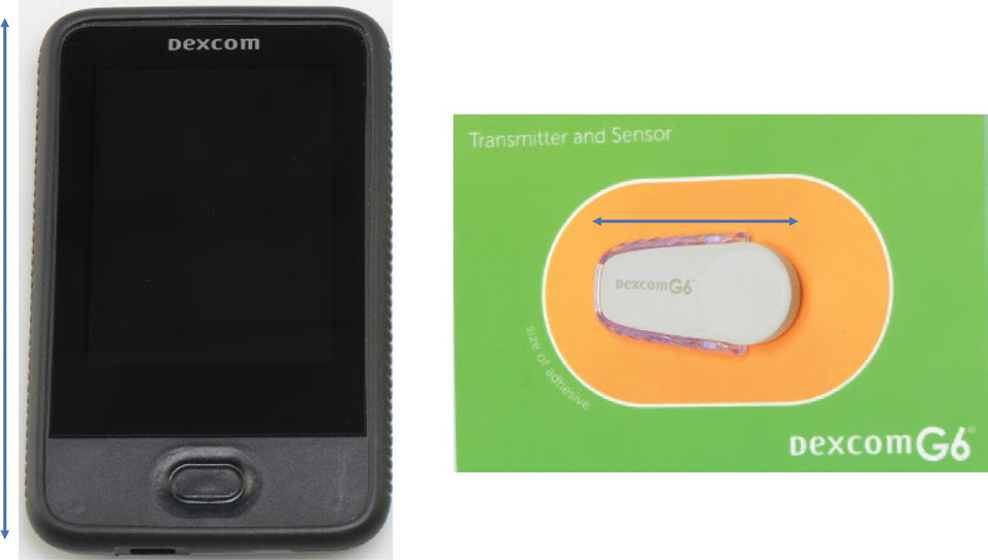 Dexcom
Transmitter and Sensor
Dexcom G6
size of adhesive
Dexcom G6®